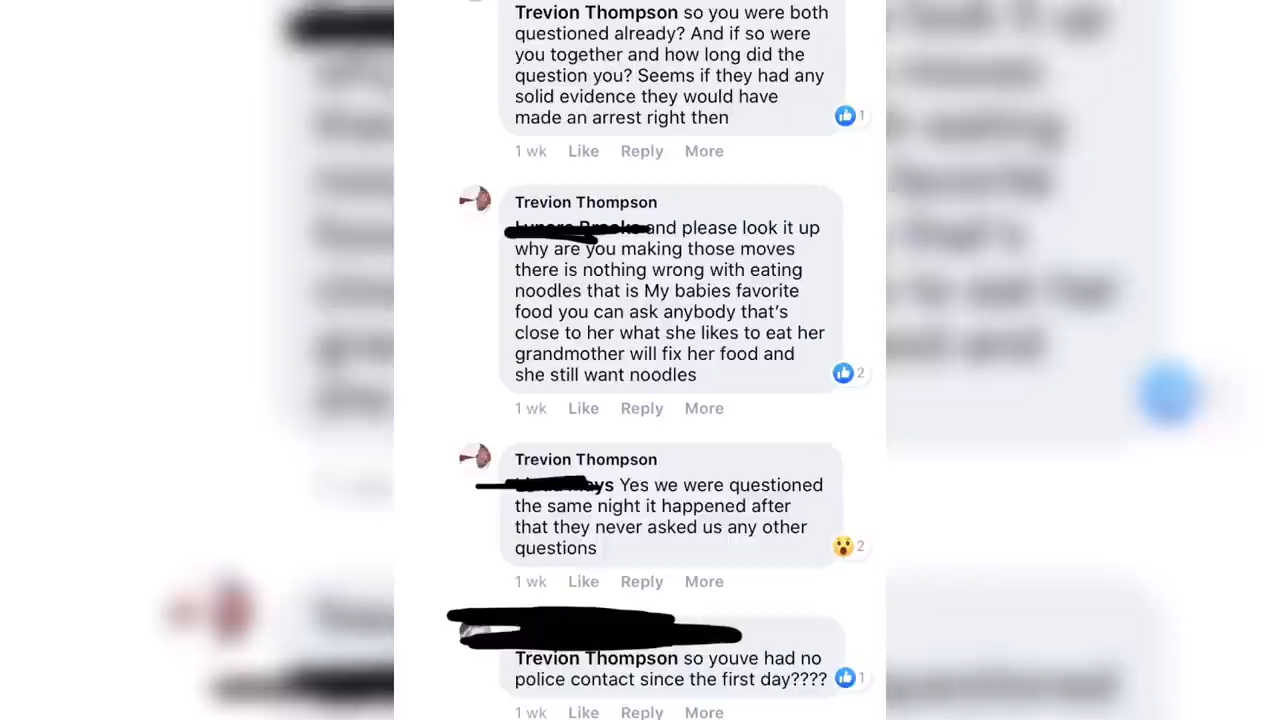 Trevion Thompson so you were both
questioned already? And if so were
you together and how long did the
question you? Seems if they had any
solid evidence they would have
made an arrest right then
1
1 wk Like Reply More
Trevion Thompson
and please look it up
why are you making those moves
there is nothing wrong with eating
noodles that is My babies favorite
food you can ask anybody that's
close to her what she likes to eat her
grandmother will fix her food and
she still want noodles
2
1 wk Like Reply More
Trevion Thompson
Yes we were questioned
the same night it happened after
that they never asked us any other
questions
2
1 wk Like Reply More
Trevion Thompson so youve had no
police contact since the first day????
1
1 wk Like Reply More